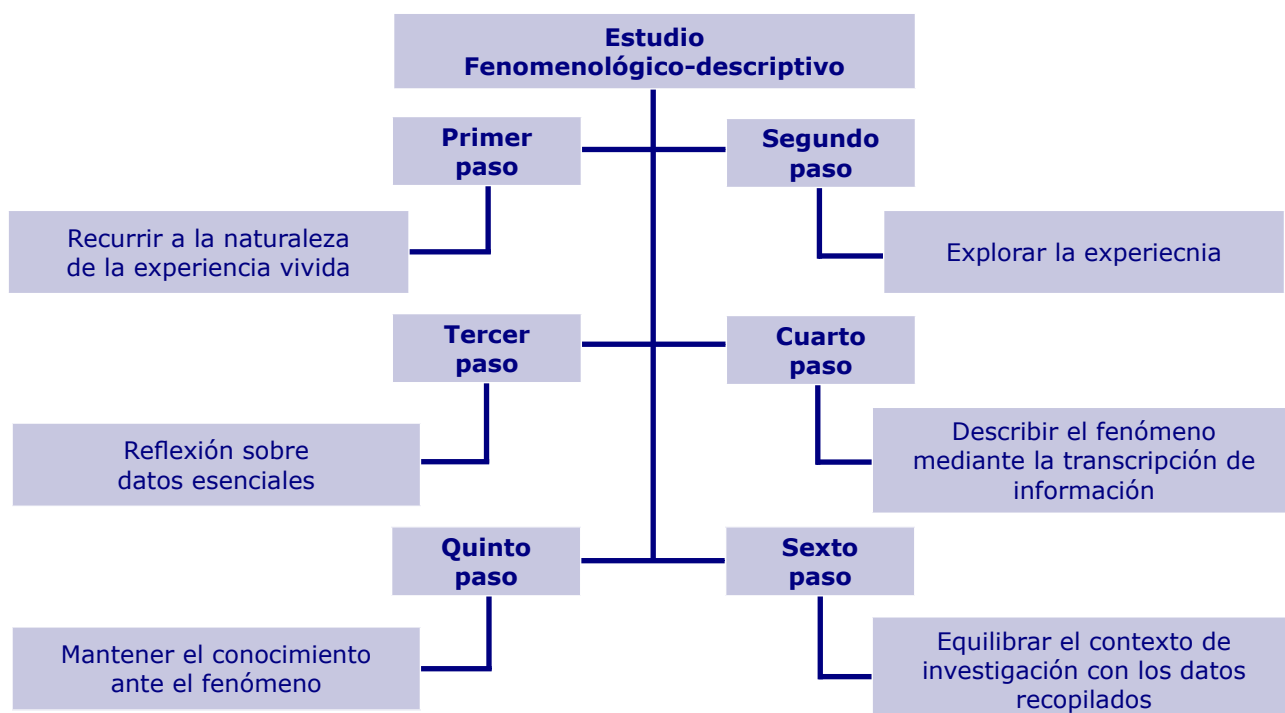 Estudio
Fenomenológico-descriptivo
Primer
paso
Segundo
paso
Recurrir a la naturaleza
de la experiencia vivida
Explorar la experiecnia
Tercer
paso
Cuarto
paso
Reflexión sobre
datos esenciales
Describir el fenómeno
mediante la transcripción de
información
Quinto
paso
Sexto
paso
Mantener el conocimiento
ante el fenómeno
Equilibrar el contexto de
investigación con los datos
recopilados